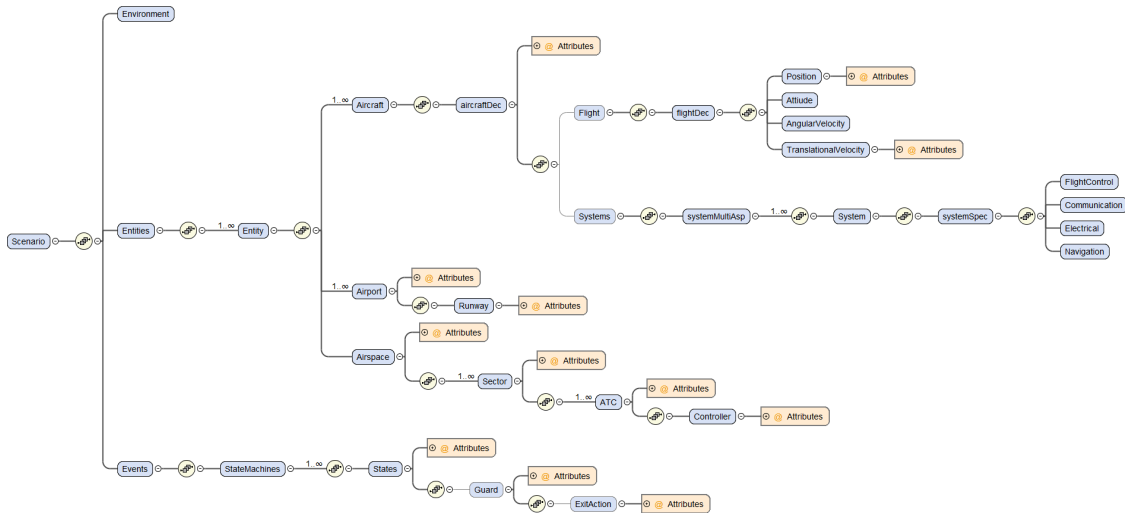 Environment
@ Attributes
1..∞
Aircraft
aircraftDec
Position
@ Attributes
Attiude
Flight
flightDec
AngularVelocity
TranslationalVelocity
@ Attributes
FlightControl
Communication
Systems
systemMultiAsp
1..∞
System
systemSpec
Electrical
Navigation
Scenario
Entities
1..∞
Entity
@ Attributes
1..∞
Airport
Runway
@ Attributes
@ Attributes
Airspace
@ Attributes
1..∞
Sector
@ Attributes
1..∞
ATC
Controller
@ Attributes
@ Attributes
Events
StateMachines
1..∞
States
@ Attributes
Guard
ExitAction
@ Attributes